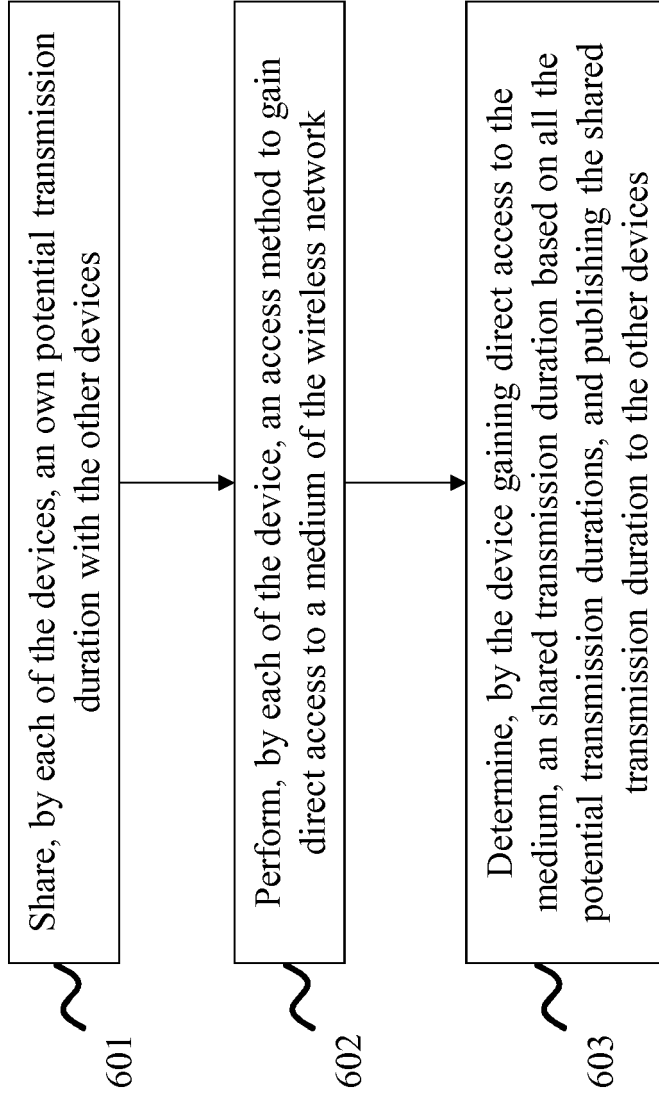 Share, by each of the devices, an own potential transmission
duration with the other devices
601
Perform, by each of the device, an access method to gain
direct access to a medium of the wireless network
602
Determine, by the device gaining direct access to the
medium, an shared transmission duration based on all the
potential transmission durations, and publishing the shared
transmission duration to the other devices
603